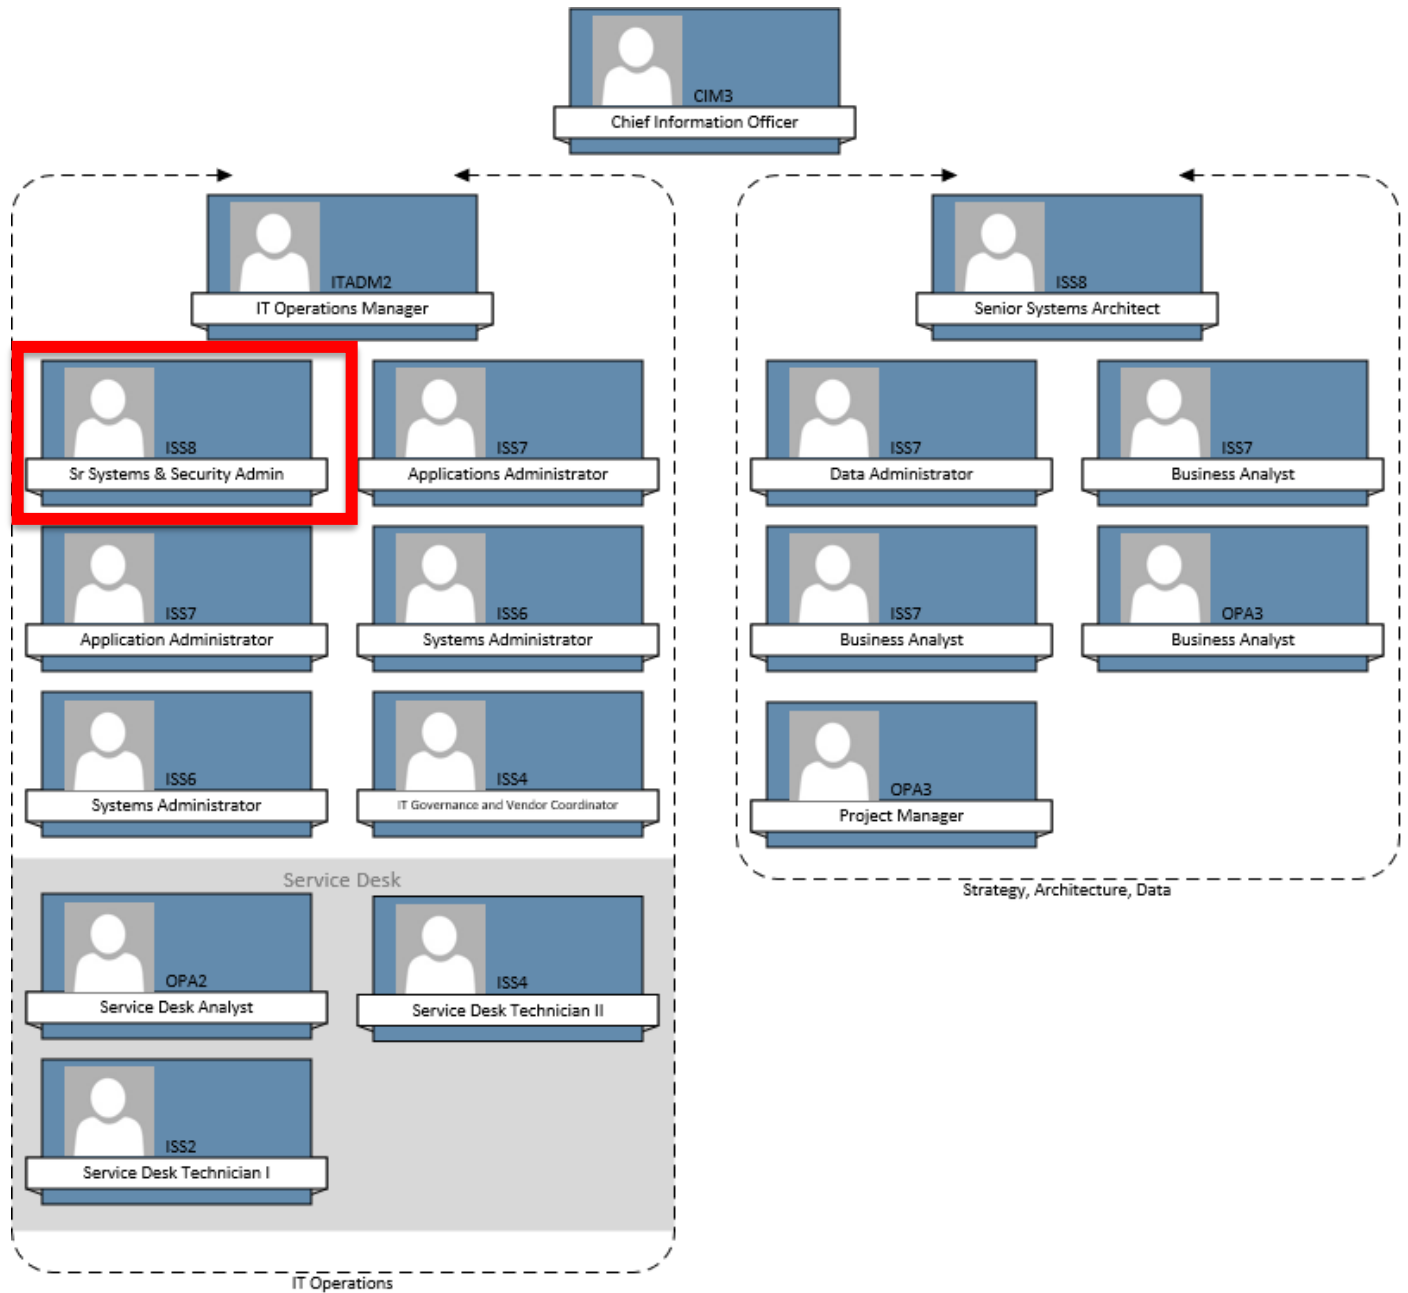 CIM3
Chief Information Officer
ITADM2
IT Operations Manager
ISS8
Sr Systems & Security Admin
ISS7
Applications Administrator
ISS7
Application Administrator
ISS6
Systems Administrator
ISS6
Systems Administrator
ISS4
IT Governance and Vendor Coordinator
Service Desk
OPA2
Service Desk Analyst
ISS4
Service Desk Technician II
ISS2
Service Desk Technician I
IT Operations
ISS8
Senior Systems Architect
ISS7
Data Administrator
ISS7
Business Analyst
ISS7
Business Analyst
OPA3
Business Analyst
OPA3
Project Manager
Strategy, Architecture, Data